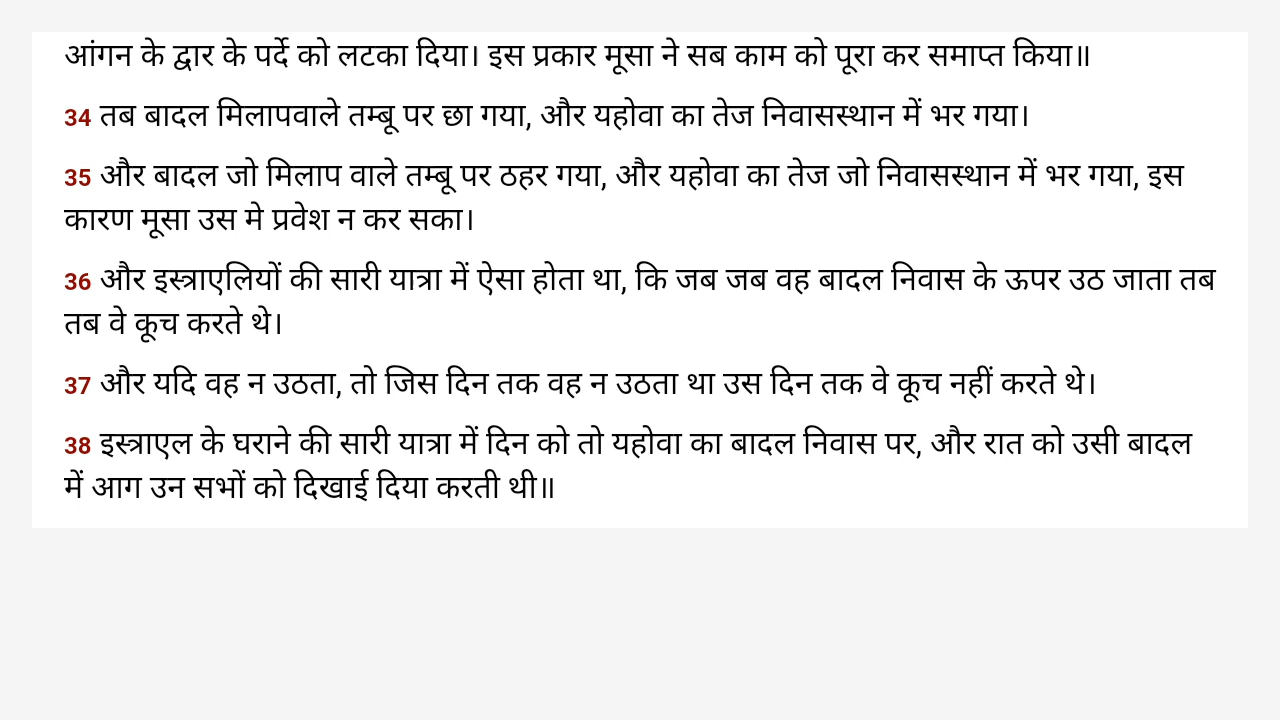 आंगन के द्वार के पर्दे को लटका दिया। इस प्रकार मूसा ने सब काम को पूरा कर समाप्त किया॥
34 तब बादल मिलापवाले तम्बू पर छा गया, और यहोवा का तेज निवासस्थान में भर गया।
35 और बादल जो मिलाप वाले तम्बू पर ठहर गया, और यहोवा का तेज जो निवासस्थान में भर गया, इस
कारण मूसा उस मे प्रवेश न कर सका।
36 और इस्त्राएलियों की सारी यात्रा में ऐसा होता था, कि जब जब वह बादल निवास के ऊपर उठ जाता तब
तब वे कूच करते थे।
37 और यदि वह न उठता, तो जिस दिन तक वह न उठता था उस दिन तक वे कूच नहीं करते थे।
38 इस्त्राएल के घराने की सारी यात्रा में दिन को तो यहोवा का बादल निवास पर, और रात को उसी बादल
में आग उन सभों को दिखाई दिया करती थी॥